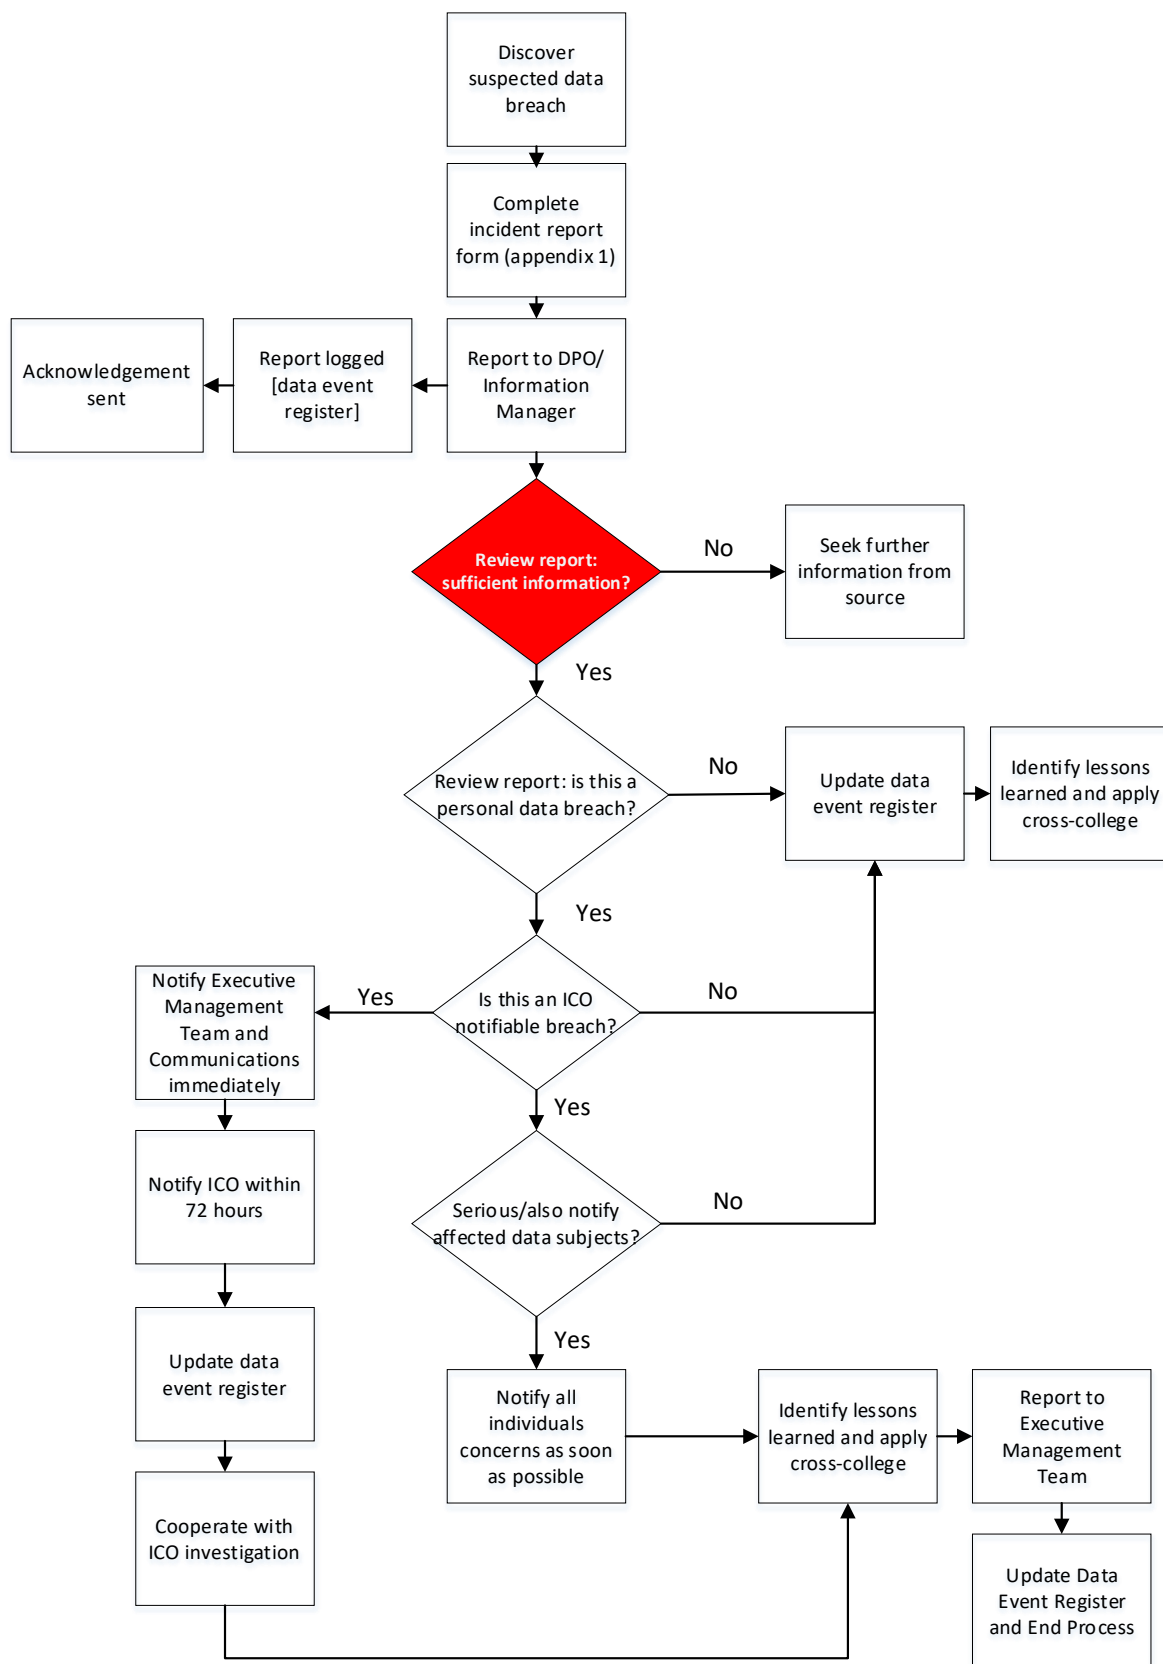 Discover
suspected data
breach
Complete
incident report
form (appendix 1)
Acknowledgement
sent
Report logged
[data event
register]
Report to DPO/
Information
Manager
Review report:
sufficient information?
No
Seek further
information from
source
Yes
Review report: is this a
personal data breach?
No
Update data
event register
Identify lessons
learned and apply
cross-college
Yes
Notify Executive
Management
Team and
Communications
immediately
Yes
Is this an ICO
notifiable breach?
No
Yes
Notify ICO within
72 hours
Serious/also notify
affected data subjects?
No
Yes
Update data
event register
Notify all
individuals
concerns as soon
as possible
Identify lessons
learned and apply
cross-college
Report to
Executive
Management
Team
Cooperate with
ICO investigation
Update Data
Event Register
and End Process